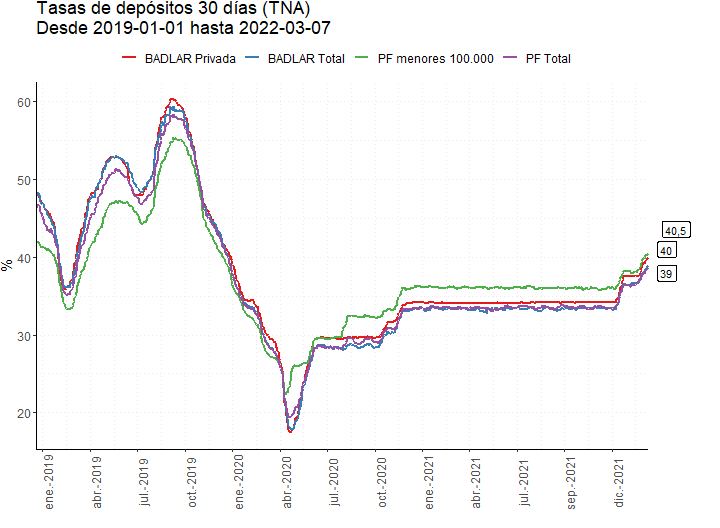 Tasas de depósitos 30 días (TNA)
Desde 2019-01-01 hasta 2022-03-07
BADLAR Privada BADLAR Total PF menores 100.000 PF Total
%
60
50
40
30
20
40,5
40
39
ene.-2019 abr.-2019 jul.-2019 oct.-2019 ene.-2020 abr.-2020 jul.-2020 oct.-2020 ene.-2021 abr.-2021 jun.-2021 sep.-2021 dic.-2021